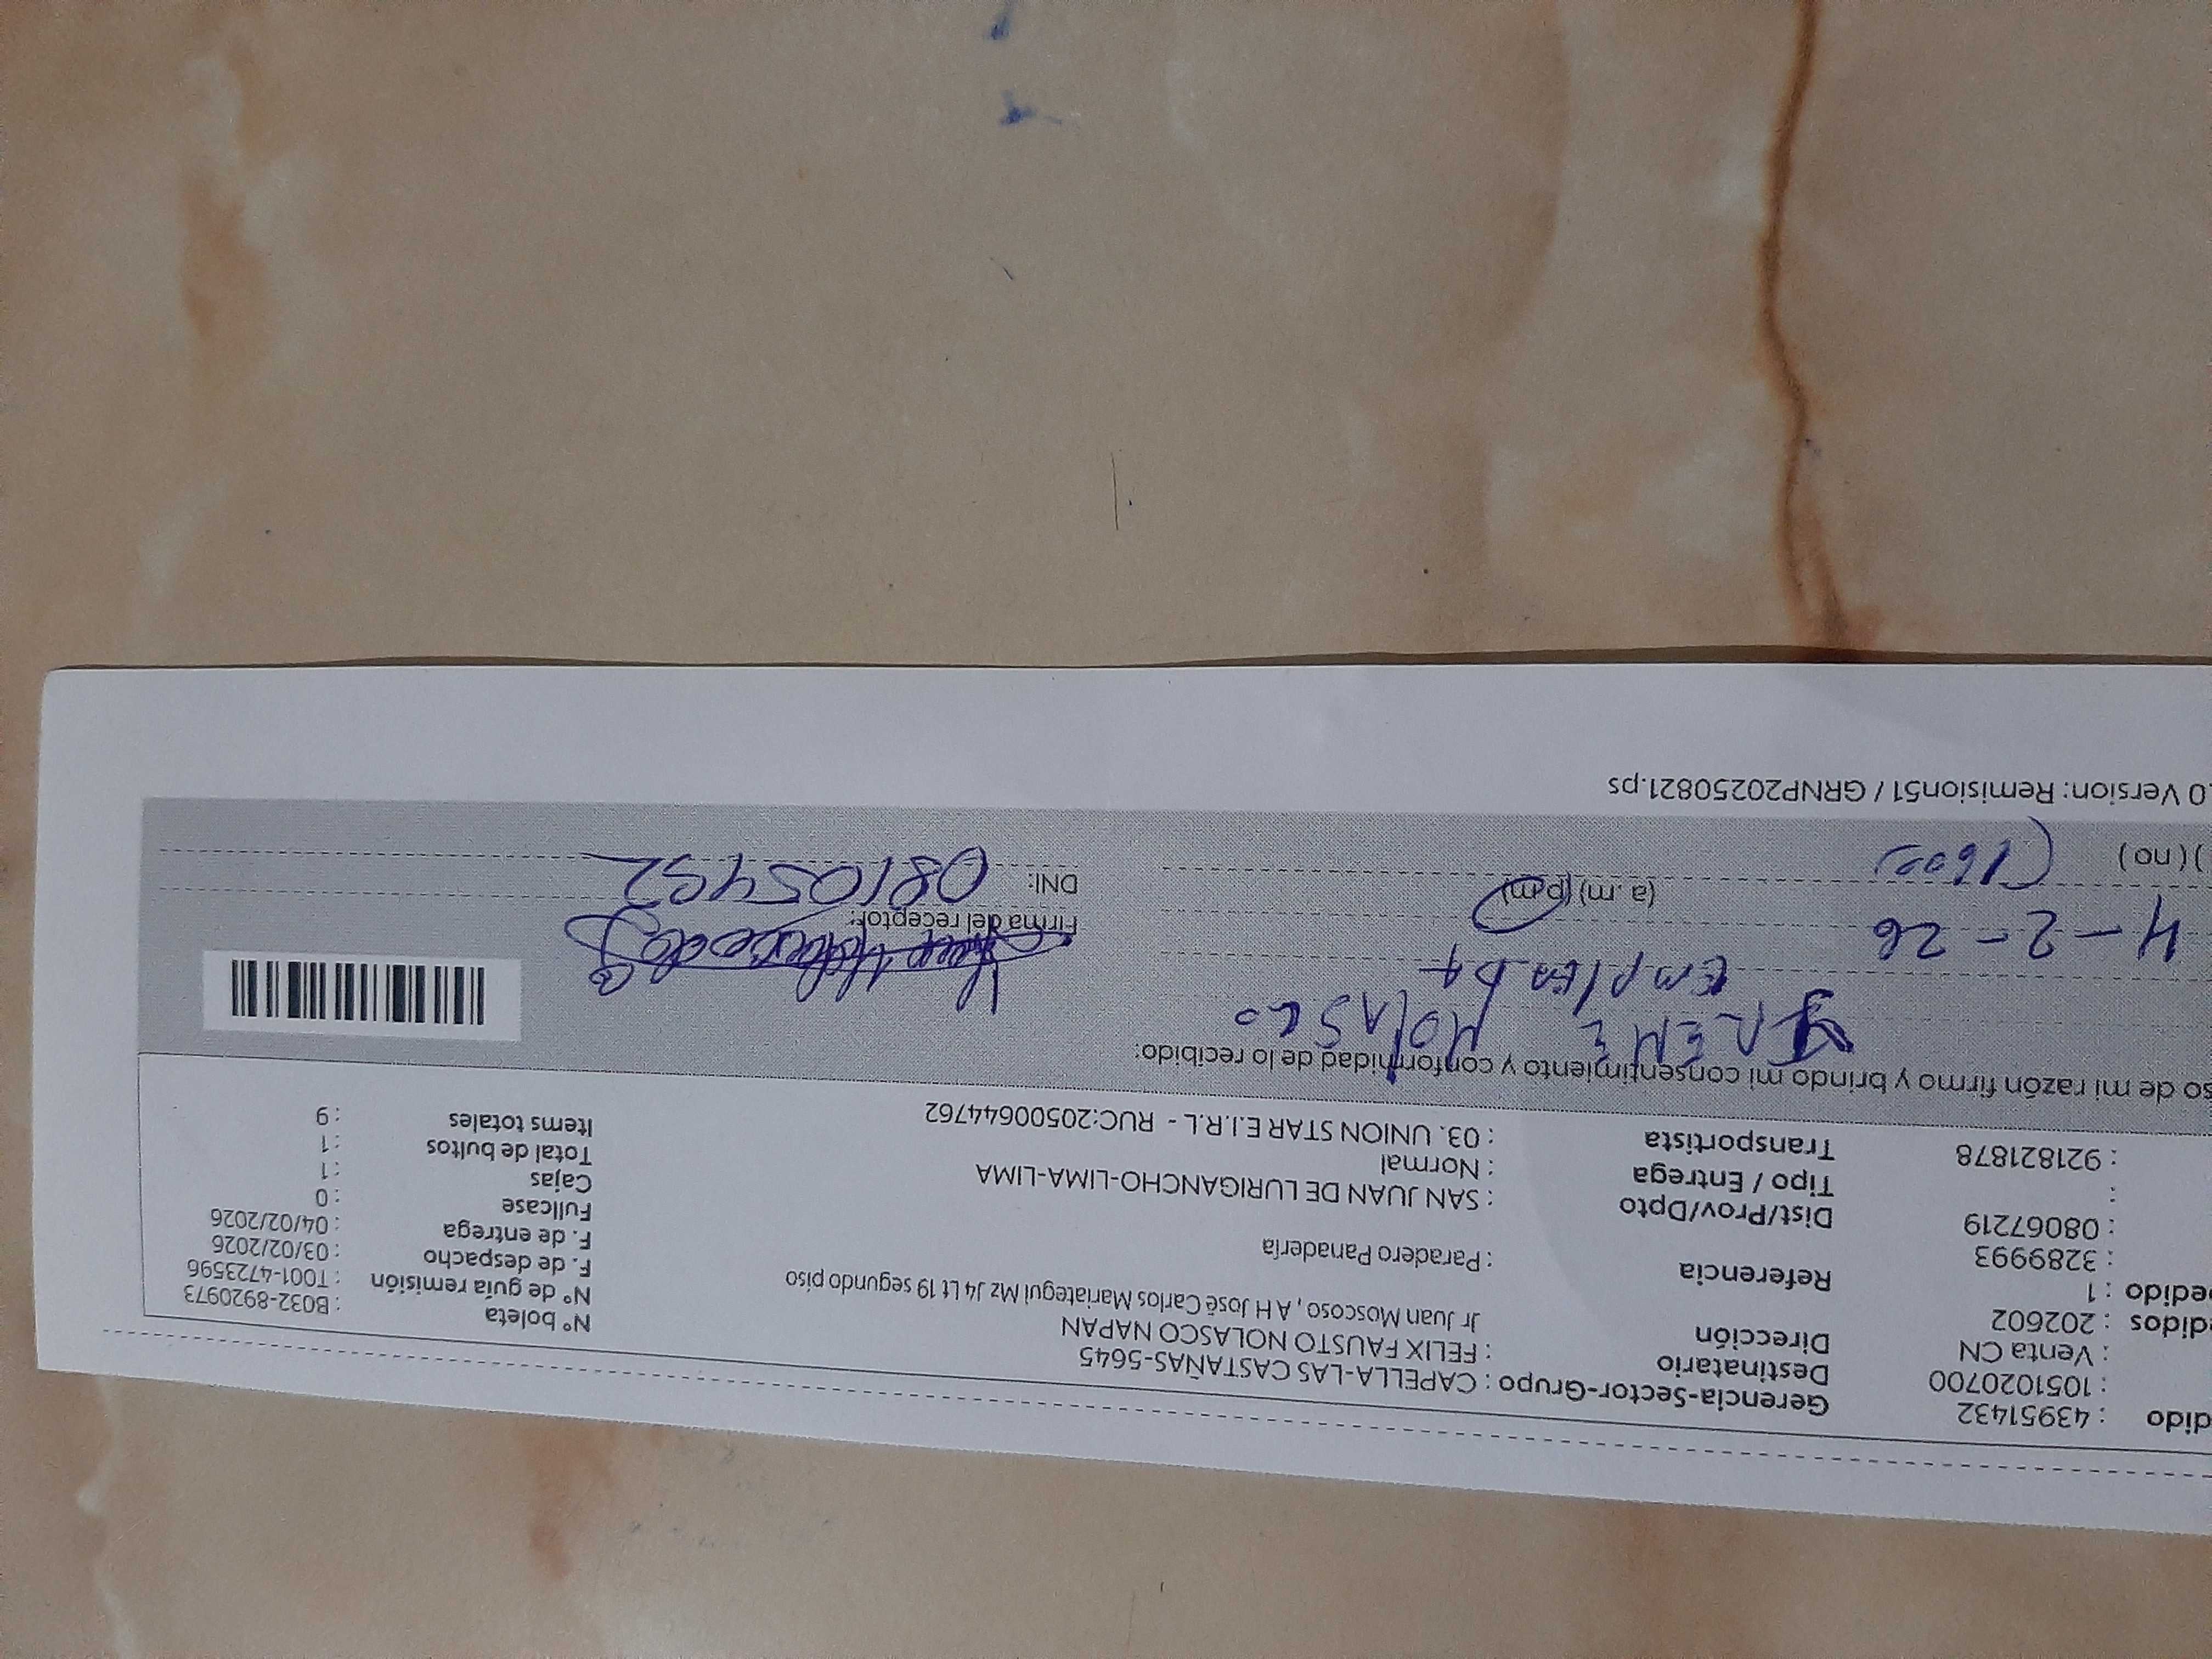 dido : 43951432 Gerencia-Sector-Grupo : CAPELLA-LAS CASTAÑAS-5645
: 1051020700 Destinatario : FELIX FAUSTO NOLASCO NAPAN
: Venta CN Dirección Jr Juan Moscoso , A H José Carlos Mariategui Mz J4 Lt 19 segundo piso
didos : 202602
edido : 1 Referencia : Paradero Panadería
: 3289993
: 08067219 Dist/Prov/Dpto : SAN JUAN DE LURIGANCHO-LIMA-LIMA
: Tipo / Entrega : Normal
: 921821878 Transportista : 03. UNION STAR E.I.R.L - RUC:20500644762
N° boleta : B032-8920973
N° de guía remisión : T001-4723596
F. de despacho : 03/02/2026
F. de entrega : 04/02/2026
Fullcase : 0
Cajas : 1
Total de bultos : 1
Items totales : 9
so de mi razón firmo y brindo mi consentimiento y conformidad de lo recibido:
NOLASCO
4-2-26 (a.m) (p.m)
Firma del receptor:
) (no) DNI: 08105452
.0 Version: Remision51 / GRNP20250821.ps